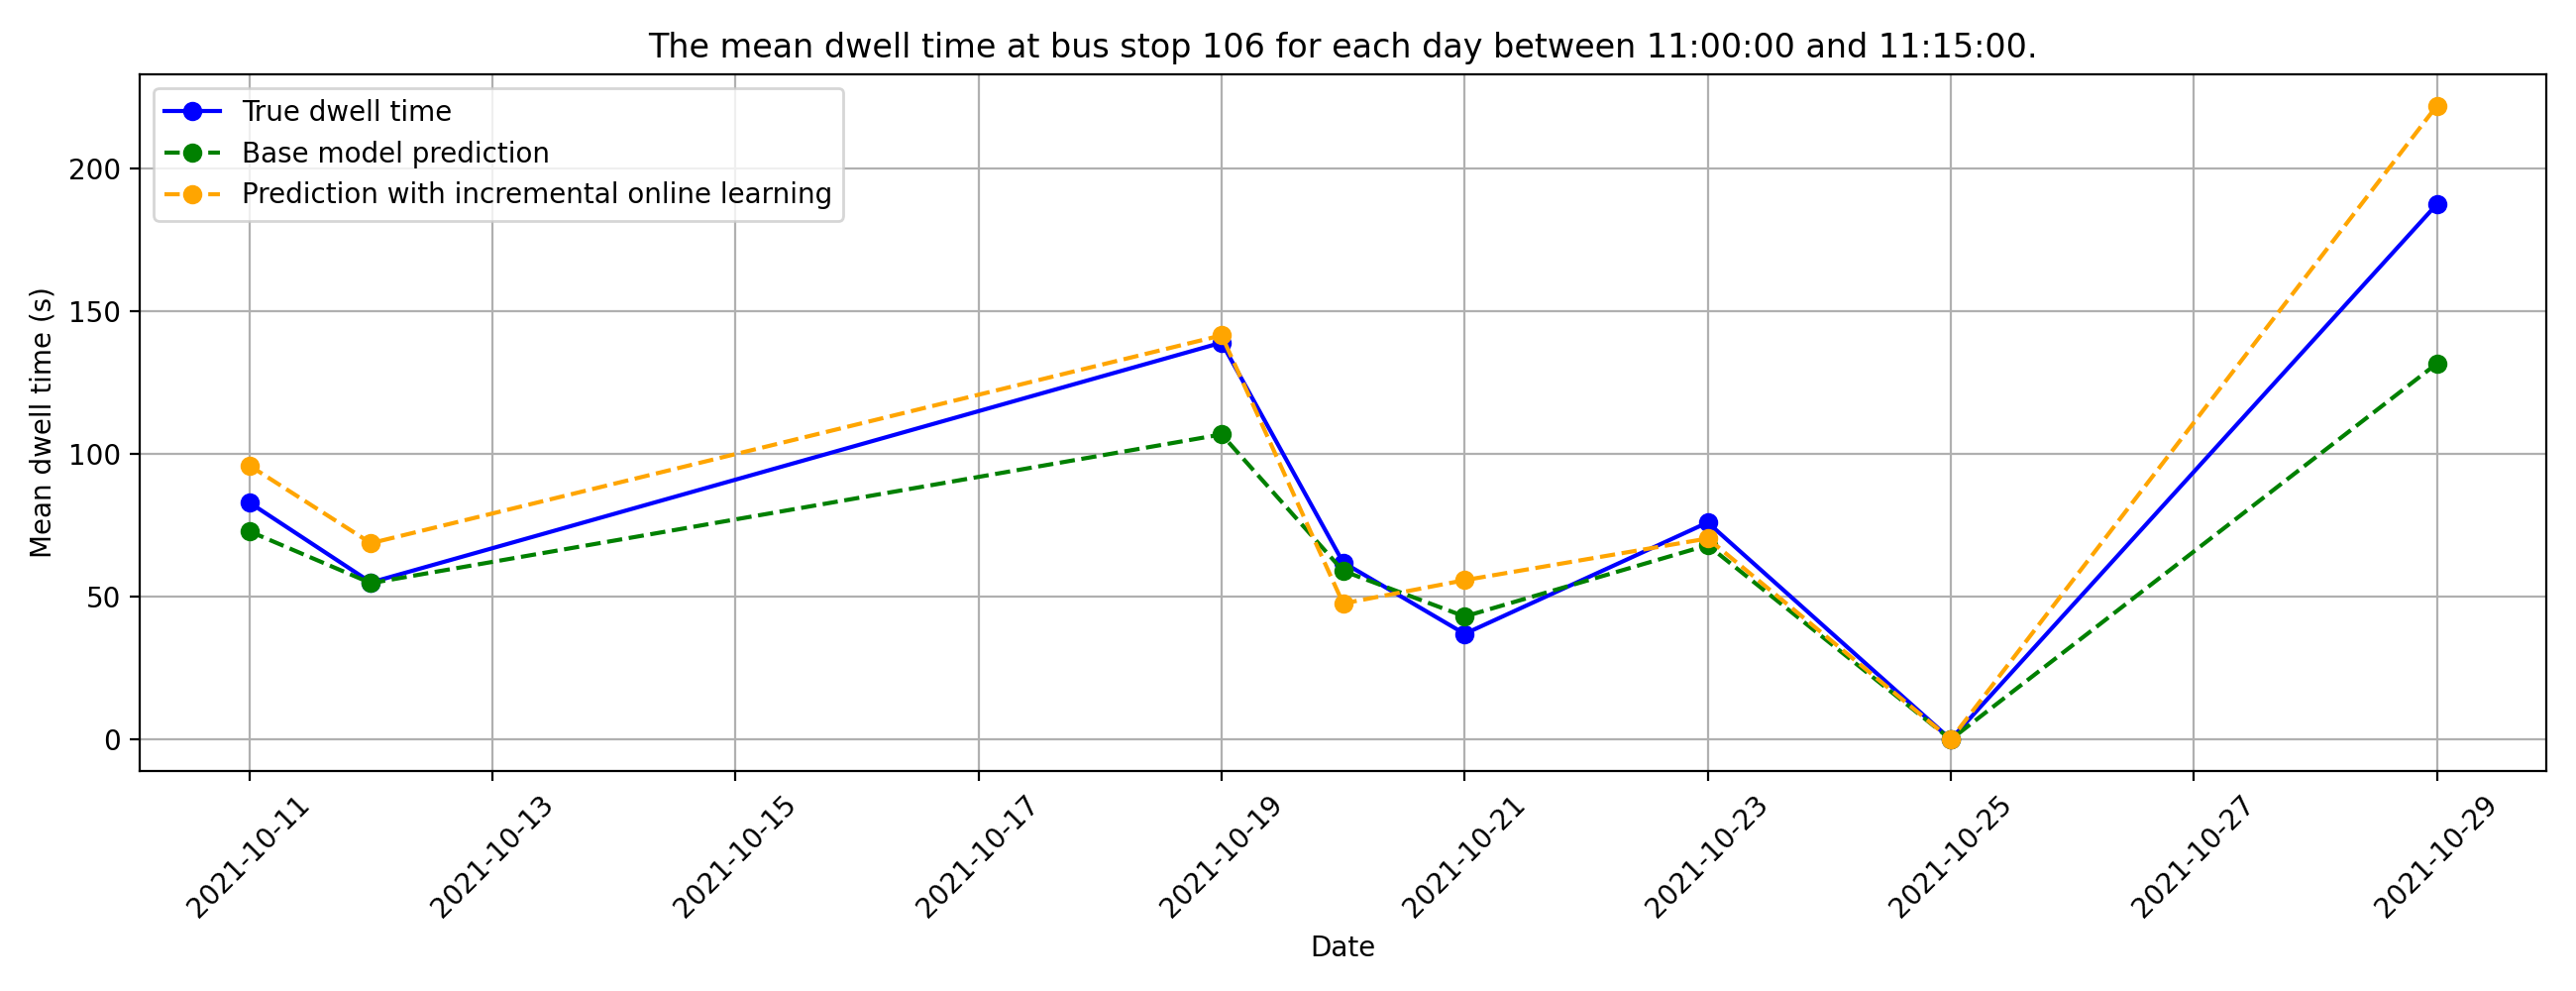 The mean dwell time at bus stop 106 for each day between 11:00:00 and 11:15:00.
True dwell time
Base model prediction
Prediction with incremental online learning
Mean dwell time (s)
200
150
100
50
0
2021-10-11
2021-10-13
2021-10-15
2021-10-17
2021-10-19
2021-10-21
2021-10-23
2021-10-25
2021-10-27
2021-10-29
Date